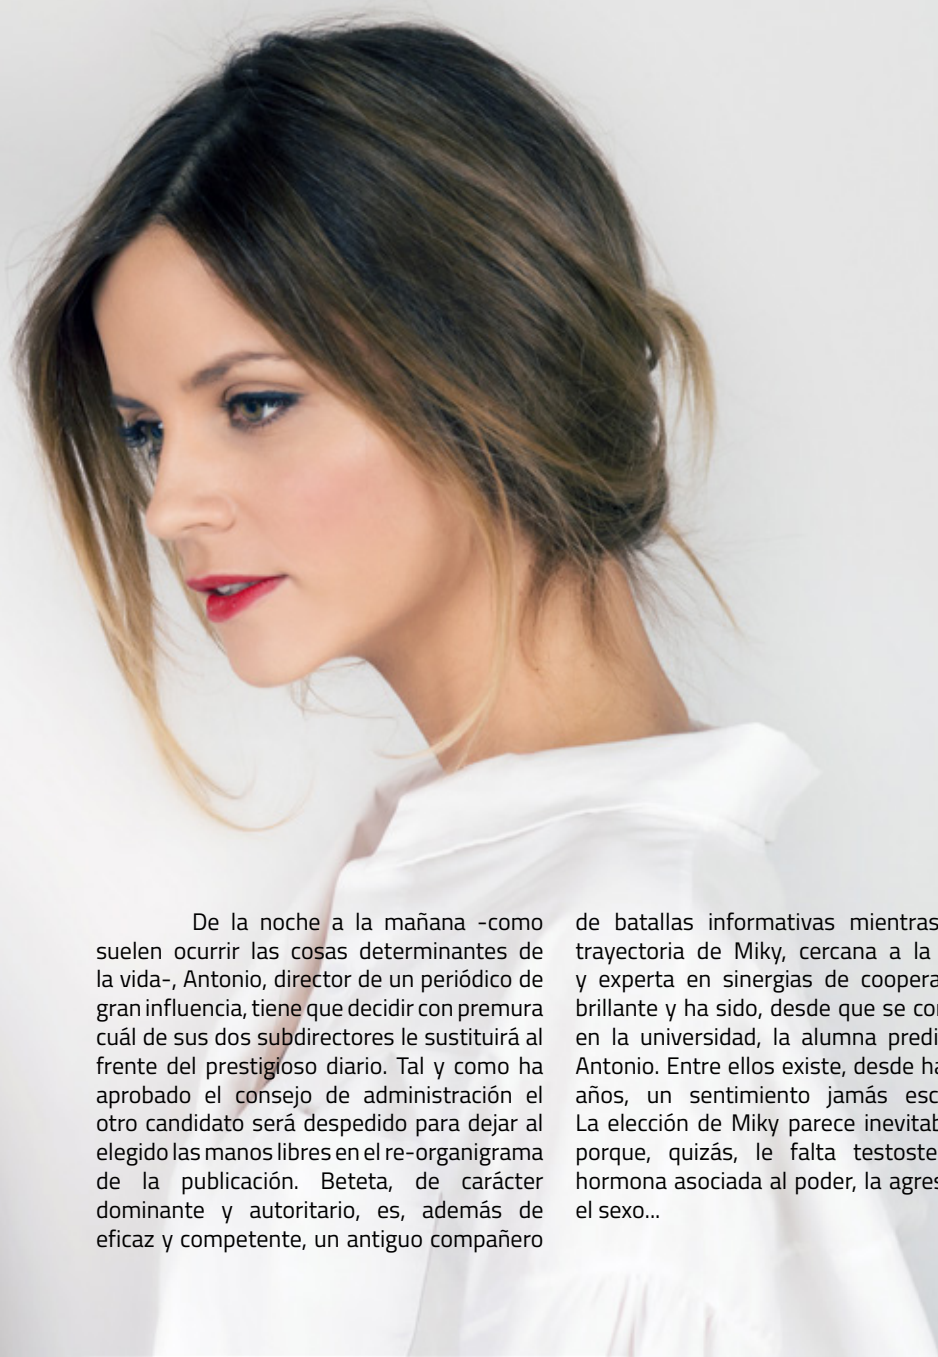 De la noche a la mañana -como
suelen ocurrir las cosas determinantes de
la vida-, Antonio, director de un periódico de
gran influencia, tiene que decidir con premura
cuál de sus dos subdirectores le sustituirá al
frente del prestigioso diario. Tal y como ha
aprobado el consejo de administración el
otro candidato será despedido para dejar al
elegido las manos libres en el re-organigrama
de la publicación. Beteta, de carácter
dominante y autoritario, es, además de
eficaz y competente, un antiguo compañero
de batallas informativas mientras
trayectoria de Miky, cercana a la
y experta en sinergias de coopera
brillante y ha sido, desde que se co
en la universidad, la alumna predi
Antonio. Entre ellos existe, desde ha
años, un sentimiento jamás esc
La elección de Miky parece inevitab
porque, quizás, le falta testoste
hormona asociada al poder, la agres
el sexo...